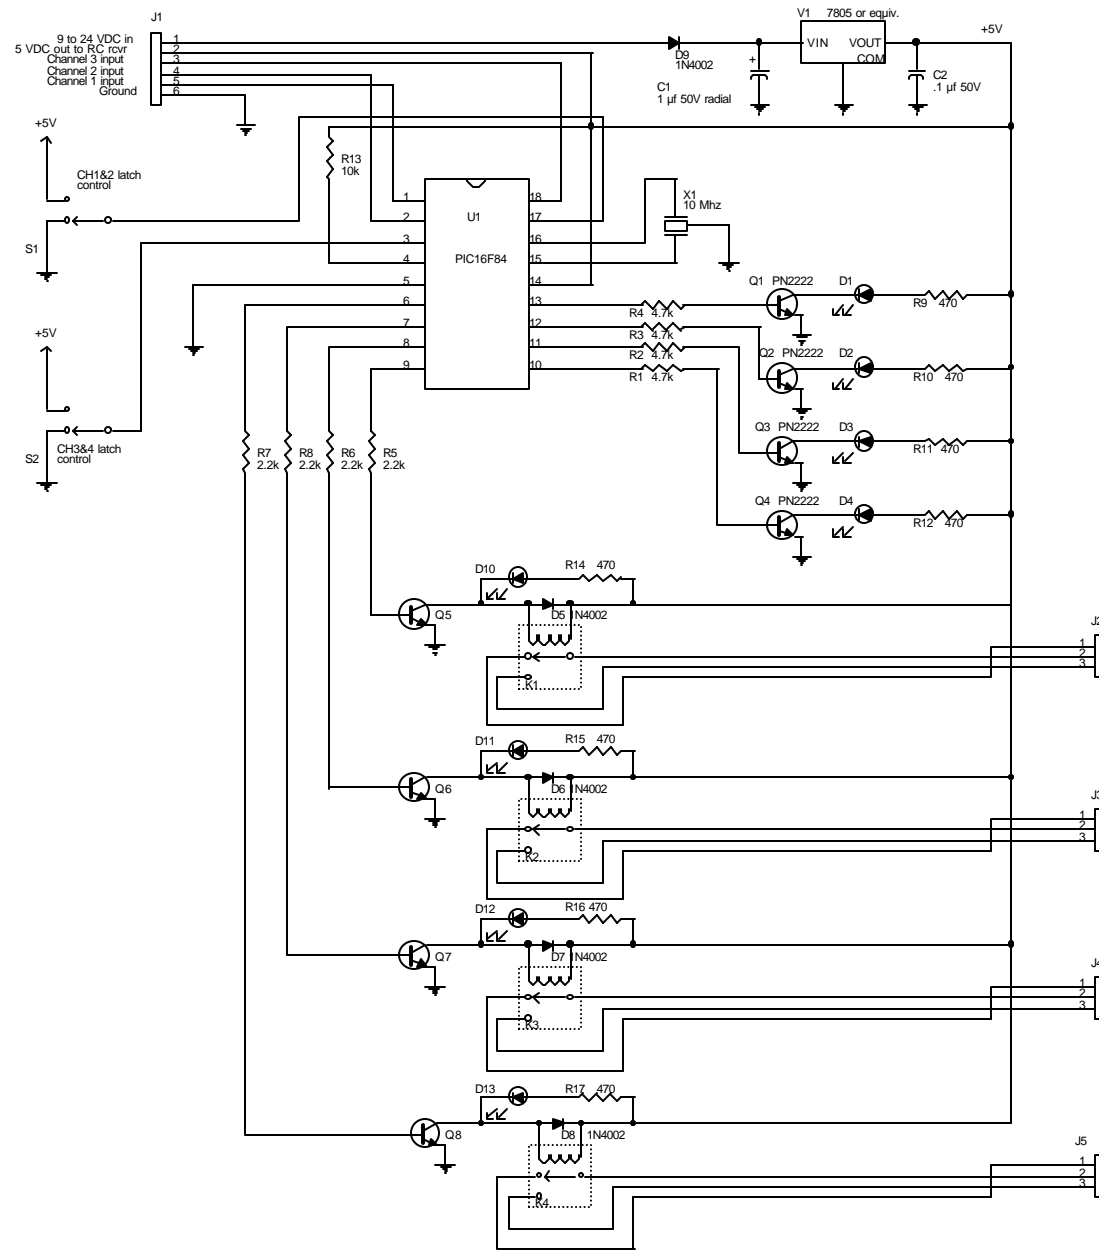 J1
9 to 24 VDC in
5 VDC out to RC rcvr
Channel 3 input
Channel 2 input
Channel 1 input
Ground
1
2
3
4
5
6
D9
1N4002
V1 7805 or equiv.
VIN VOUT
COM
+5V
+
C1
1 µf 50V radial
C2
.1 µf 50V
+5V
CH1&2 latch
control
S1
+5V
CH3&4 latch
control
S2
R13
10k
U1
PIC16F84
1
2
3
4
5
6
7
8
9
18
17
16
15
14
13
12
11
10
X1
10 Mhz
R4 4.7k
R3 4.7k
R2 4.7k
R1 4.7k
Q1 PN2222 D1
R9 470
Q2 PN2222 D2
R10 470
Q3 PN2222 D3
R11 470
Q4 PN2222 D4
R12 470
R7
2.2k
R8
2.2k
R6
2.2k
R5
2.2k
D10 R14 470
Q5
D5 1N4002
K1
J2
1
2
3
D11 R15 470
Q6
D6 1N4002
K2
J3
1
2
3
D12 R16 470
Q7
D7 1N4002
K3
J4
1
2
3
D13 R17 470
Q8
D8 1N4002
K4
J5
1
2
3